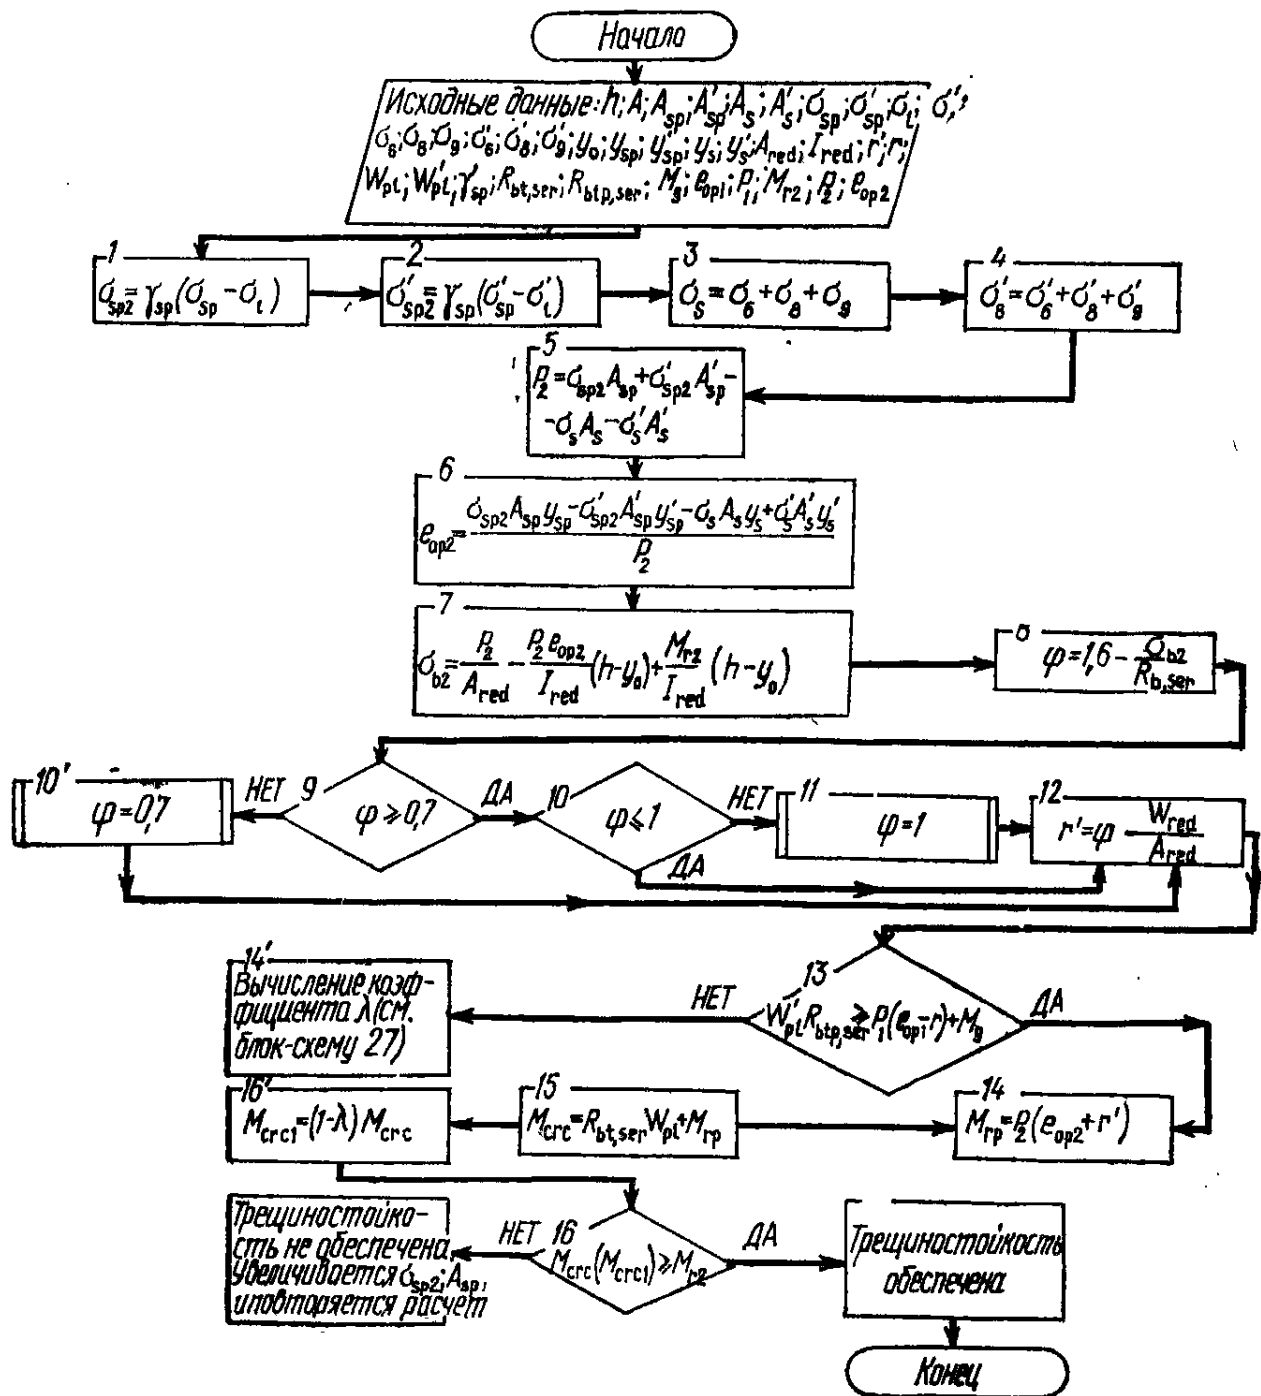 Начало
Исходные данные: h; A; A_sp; A'_sp; A_s; A'_s; σ_sp; σ'_sp; σ_l; σ'_l;
σ_6; σ_8; σ_9; σ'_6; σ'_8; σ'_9; y_0; y_sp; y'_sp; y_s; y'_s; A_red; I_red; r'; r;
W_pl; W'_pl; γ_sp; R_bt,ser; R_btp,ser; M_g; e_op1; P_1; M_r2; P_2; e_op2
1
σ_sp2=γ_sp(σ_sp-σ_l)
2
σ'_sp2=γ_sp(σ'_sp-σ'_l)
3
σ_s=σ_6+σ_8+σ_9
4
σ'_8=σ'_6+σ'_8+σ'_9
5
P_2=σ_sp2 A_sp+σ'_sp2 A'_sp-
-σ_s A_s-σ'_s A'_s
6
e_op2=(σ_sp2 A_sp y_sp-σ'_sp2 A'_sp y'_sp-σ_s A_s y_s+σ'_s A'_s y'_s)/P_2
7
σ_b2=P_2/A_red-(P_2 e_op2)/I_red(h-y_0)+M_r2/I_red(h-y_0)
φ=1,6-σ_b2/R_b,ser
10'
φ=0,7
НЕТ
9
φ≥0,7
ДА
10
φ≤1
НЕТ
ДА
11
φ=1
12
r'=φ W_red/A_red
13
W'_pl R_btp,ser≥P_1(e_op1-r)+M_g
НЕТ
ДА
14'
Вычисление коэф-
фициента λ(см.
блок-схему 27)
16'
M_crc1=(1-λ)M_crc
15
M_crc=R_bt,ser W_pl+M_rp
14
M_rp=P_2(e_op2+r')
Трещиностойко-
сть не обеспечена,
Увеличивается σ_sp2; A_sp,
и повторяется расчет
НЕТ
16
M_crc(M_crc1)≥M_r2
ДА
Трещиностойкость
обеспечена
Конец